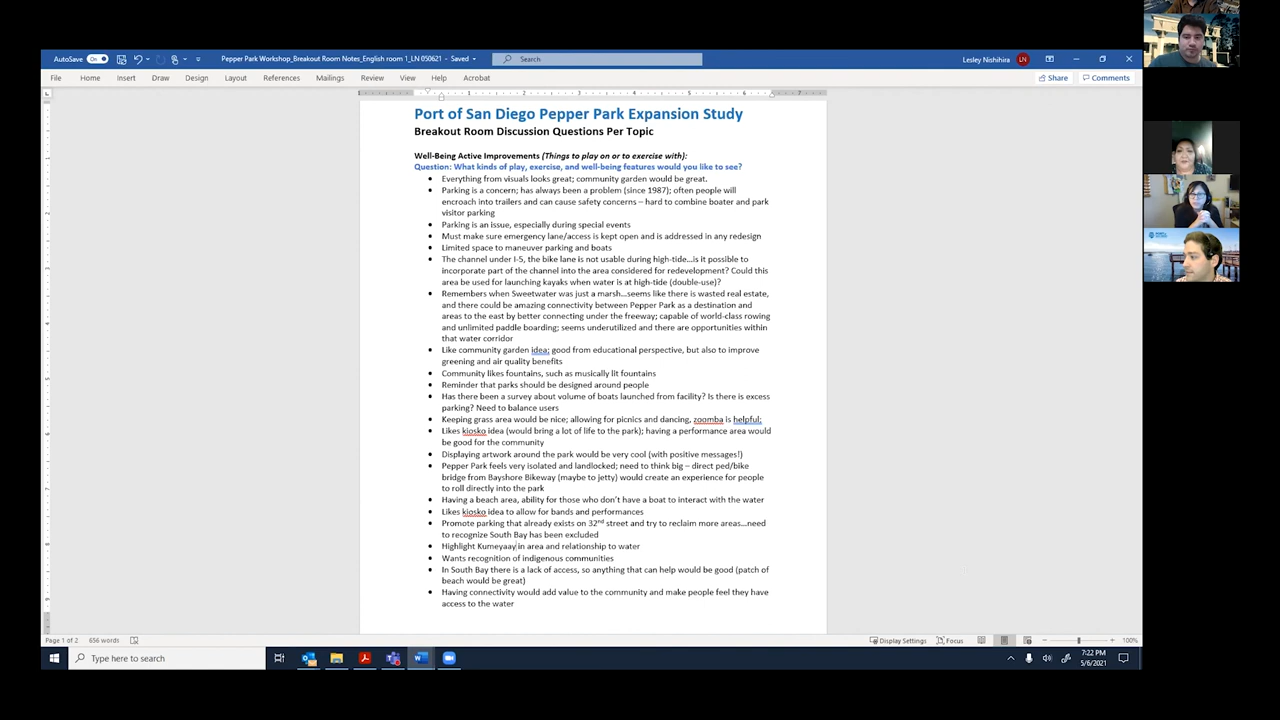 AutoSave On Pepper Park Workshop_Breakout Room Notes_English room 1_LN 050621 - Saved Search Lesley Nishihira LN
File Home Insert Draw Design Layout References Mailings Review View Help Acrobat Share Comments
Port of San Diego Pepper Park Expansion Study
Breakout Room Discussion Questions Per Topic
Well-Being Active Improvements (Things to play on or to exercise with):
Question: What kinds of play, exercise, and well-being features would you like to see?
• Everything from visuals looks great; community garden would be great.
• Parking is a concern; has always been a problem (since 1987); often people will
encroach into trailers and can cause safety concerns – hard to combine boater and park
visitor parking
• Parking is an issue, especially during special events
• Must make sure emergency lane/access is kept open and is addressed in any redesign
• Limited space to maneuver parking and boats
• The channel under I-5, the bike lane is not usable during high-tide…is it possible to
incorporate part of the channel into the area considered for redevelopment? Could this
area be used for launching kayaks when water is at high-tide (double-use)?
• Remembers when Sweetwater was just a marsh…seems like there is wasted real estate,
and there could be amazing connectivity between Pepper Park as a destination and
areas to the east by better connecting under the freeway; capable of world-class rowing
and unlimited paddle boarding; seems underutilized and there are opportunities within
that water corridor
• Like community garden idea; good from educational perspective, but also to improve
greening and air quality benefits
• Community likes fountains, such as musically lit fountains
• Reminder that parks should be designed around people
• Has there been a survey about volume of boats launched from facility? Is there is excess
parking? Need to balance users
• Keeping grass area would be nice; allowing for picnics and dancing, zoomba is helpful;
• Likes kiosko idea (would bring a lot of life to the park); having a performance area would
be good for the community
• Displaying artwork around the park would be very cool (with positive messages!)
• Pepper Park feels very isolated and landlocked; need to think big – direct ped/bike
bridge from Bayshore Bikeway (maybe to jetty) would create an experience for people
to roll directly into the park
• Having a beach area, ability for those who don't have a boat to interact with the water
• Likes kiosko idea to allow for bands and performances
• Promote parking that already exists on 32nd street and try to reclaim more areas…need
to recognize South Bay has been excluded
• Highlight Kumeyaay in area and relationship to water
• Wants recognition of indigenous communities
• In South Bay there is a lack of access, so anything that can help would be good (patch of
beach would be great)
• Having connectivity would add value to the community and make people feel they have
access to the water
Page 1 of 2 656 words Display Settings Focus 100%
Type here to search 7:22 PM
5/6/2021